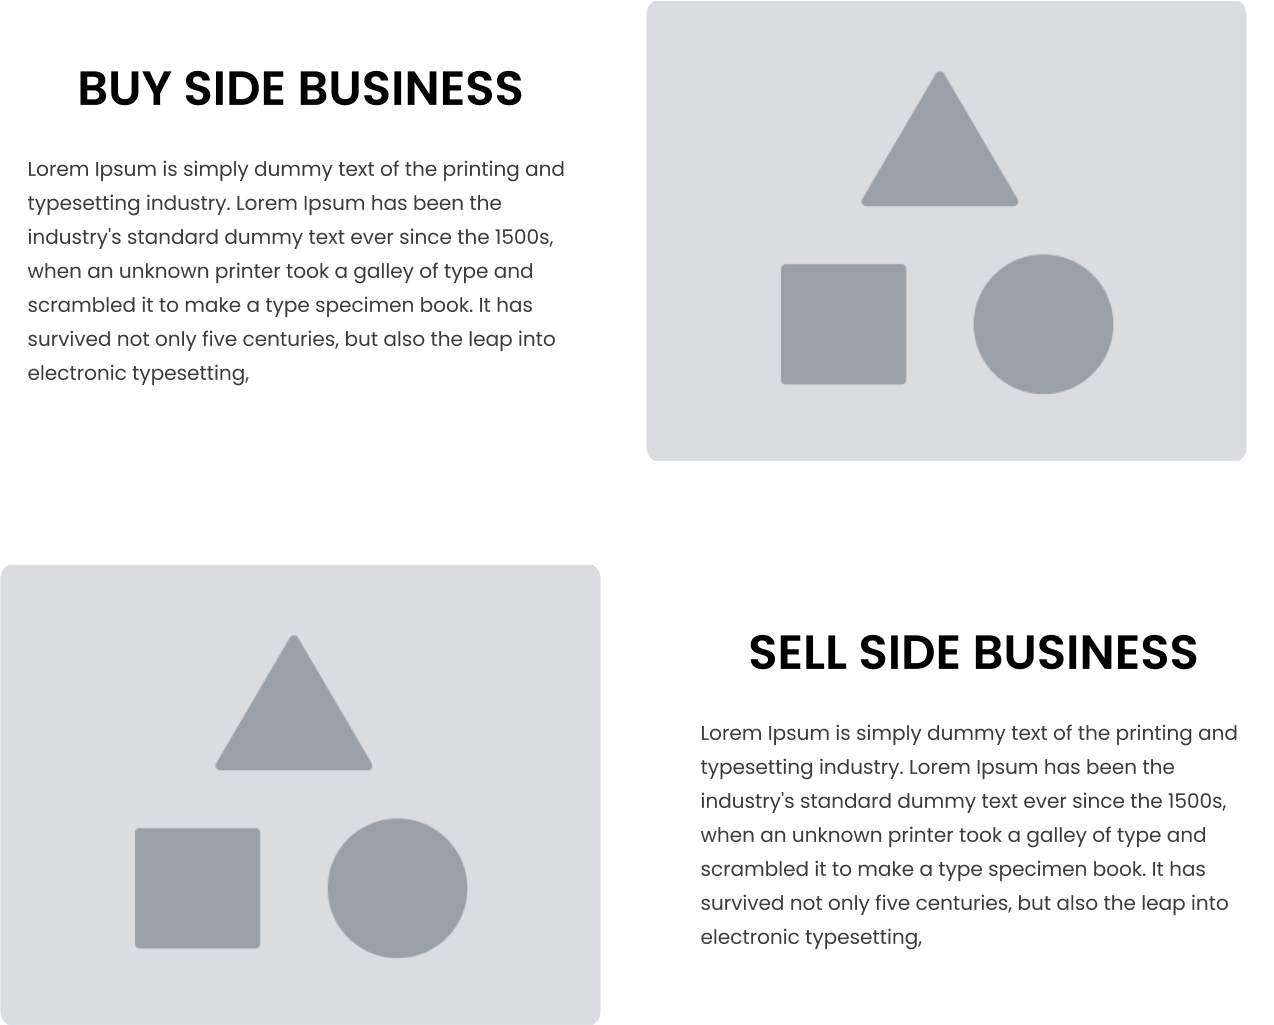 BUY SIDE BUSINESS
Lorem Ipsum is simply dummy text of the printing and
typesetting industry. Lorem Ipsum has been the
industry's standard dummy text ever since the 1500s,
when an unknown printer took a galley of type and
scrambled it to make a type specimen book. It has
survived not only five centuries, but also the leap into
electronic typesetting,
SELL SIDE BUSINESS
Lorem Ipsum is simply dummy text of the printing and
typesetting industry. Lorem Ipsum has been the
industry's standard dummy text ever since the 1500s,
when an unknown printer took a galley of type and
scrambled it to make a type specimen book. It has
survived not only five centuries, but also the leap into
electronic typesetting,